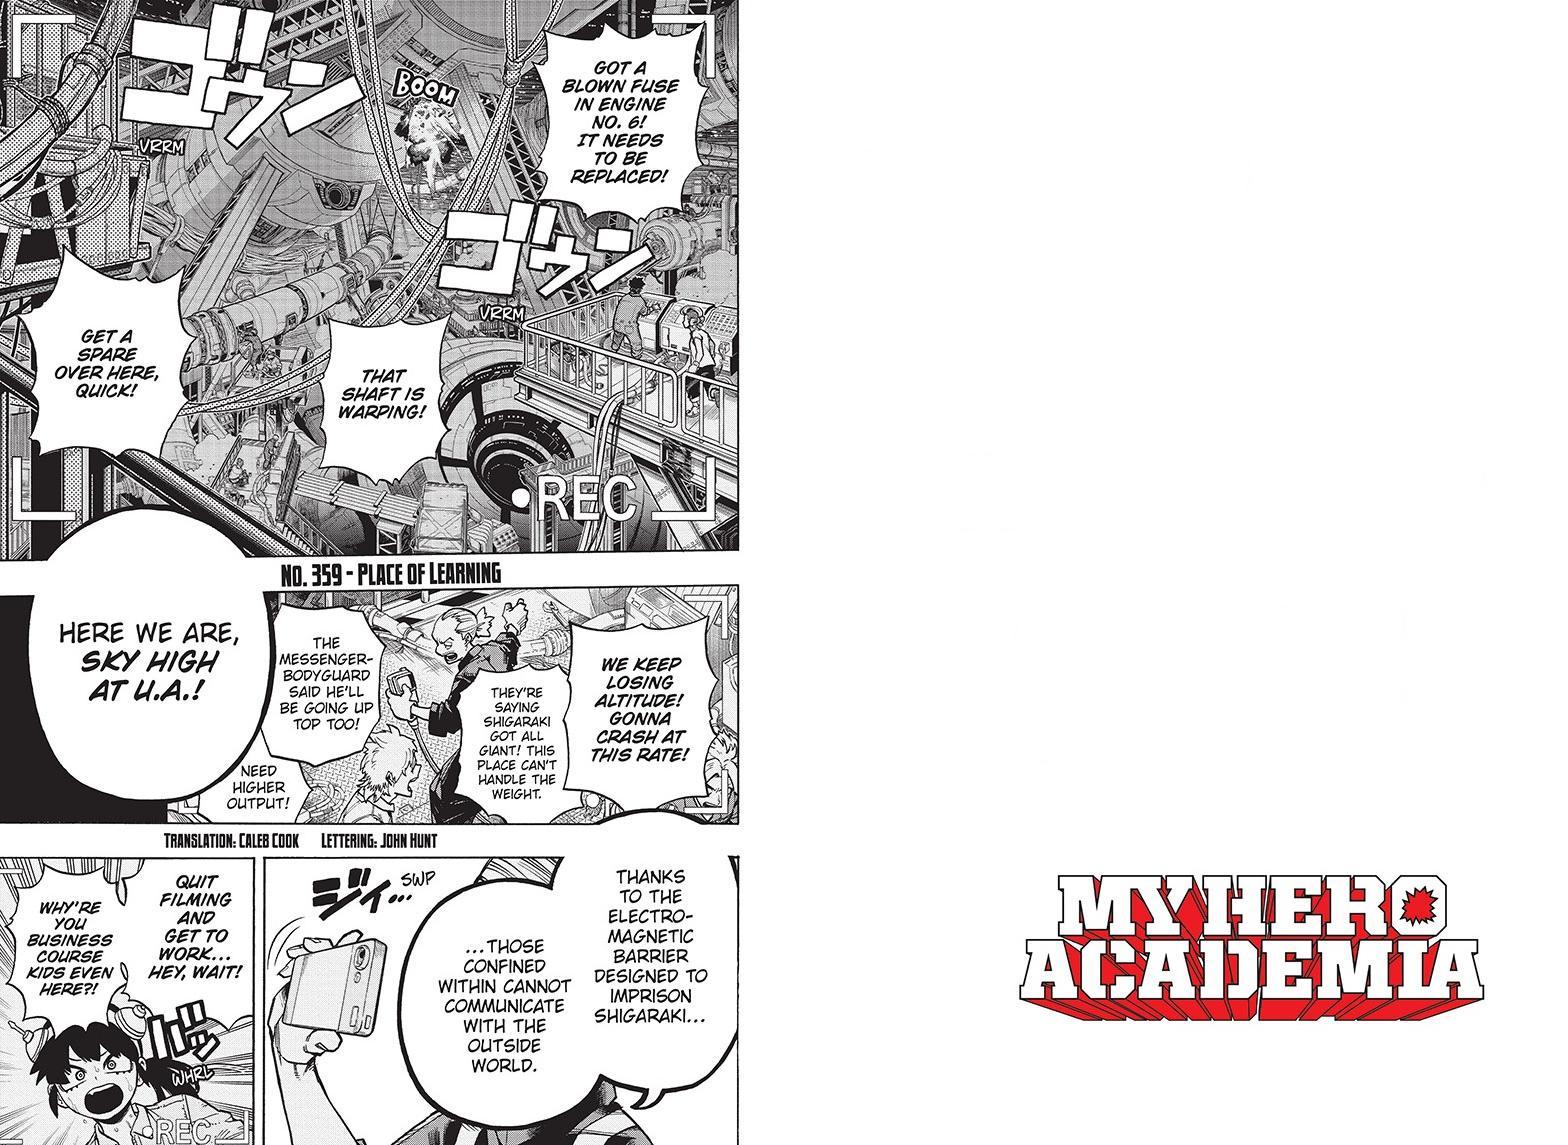 ゴウン
BOOM
GOT A
BLOWN FUSE
IN ENGINE
NO. 6!
IT NEEDS
TO BE
REPLACED!
VRRM
ゴウン
VRRM
THAT
SHAFT IS
WARPING!
GET A
SPARE
OVER HERE,
QUICK!
REC
No. 359 - Place of Learning
WE KEEP
LOSING
ALTITUDE!
GONNA
CRASH AT
THIS RATE!
THEY'RE
SAYING
SHIGARAKI
GOT ALL
GIANT! THIS
PLACE CAN'T
HANDLE THE
WEIGHT.
THE
MESSENGER-
BODYGUARD
SAID HE'LL
BE GOING UP
TOP TOO!
NEED
HIGHER
OUTPUT!
HERE WE ARE,
SKY HIGH
AT U.A.!
Translation: Caleb Cook Lettering: John Hunt
THANKS
TO THE
ELECTRO-
MAGNETIC
BARRIER
DESIGNED TO
IMPRISON
SHIGARAKI...
...THOSE
CONFINED
WITHIN CANNOT
COMMUNICATE
WITH THE
OUTSIDE
WORLD.
ジィ...
SWP
QUIT
FILMING
AND
GET TO
WORK...
HEY, WAIT!
WHY'RE
YOU
BUSINESS
COURSE
KIDS EVEN
HERE?!
バッ
WHRL
REC
MY HERO
ACADEMIA